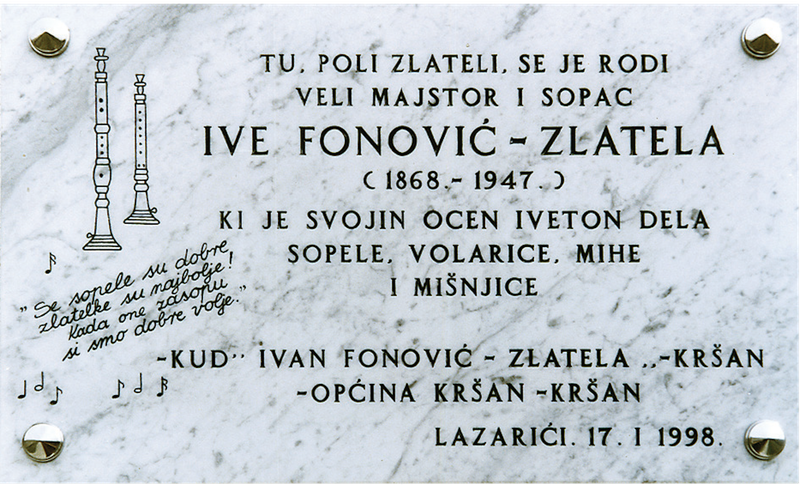 TU, POLI ZLATELI, SE JE RODI
VELI MAJSTOR I SOPAC
IVE FONOVIĆ - ZLATELA
(1868.- 1947.)
KI JE SVOJIN OCEN IVETON DELA
SOPELE, VOLARICE, MIHE
I MIŠNJICE
„Se sopele su dobre
zlatelke su najbolje!
Kada one zasopu
si smo dobre volje."
-KUD" IVAN FONOVIĆ - ZLATELA „-KRŠAN
-OPĆINA KRŠAN -KRŠAN
LAZARIĆI. 17. I 1998.